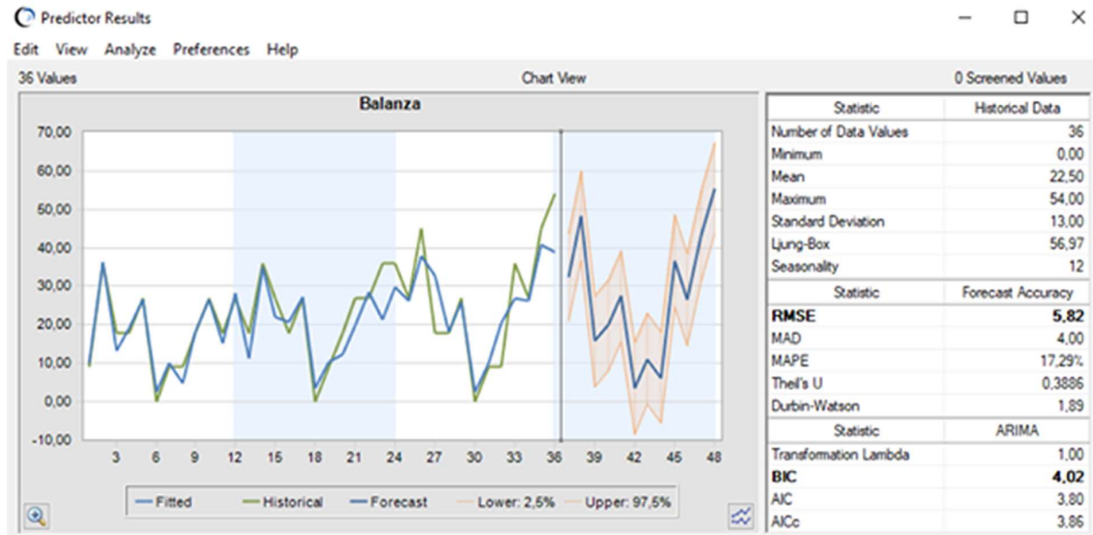 Predictor Results
Edit View Analyze Preferences Help
36 Values Chart View 0 Screened Values
Balanza
70,00
60,00
50,00
40,00
30,00
20,00
10,00
0,00
-10,00
3 6 9 12 15 18 21 24 27 30 33 36 39 42 45 48
Fitted Historical Forecast Lower: 2,5% Upper: 97,5%
Statistic Historical Data
Number of Data Values 36
Minimum 0,00
Mean 22,50
Maximum 54,00
Standard Deviation 13,00
Ljung-Box 56,97
Seasonality 12
Statistic Forecast Accuracy
RMSE 5,82
MAD 4,00
MAPE 17,29%
Theil's U 0,3886
Durbin-Watson 1,89
Statistic ARIMA
Transformation Lambda 1,00
BIC 4,02
AIC 3,80
AICc 3,86